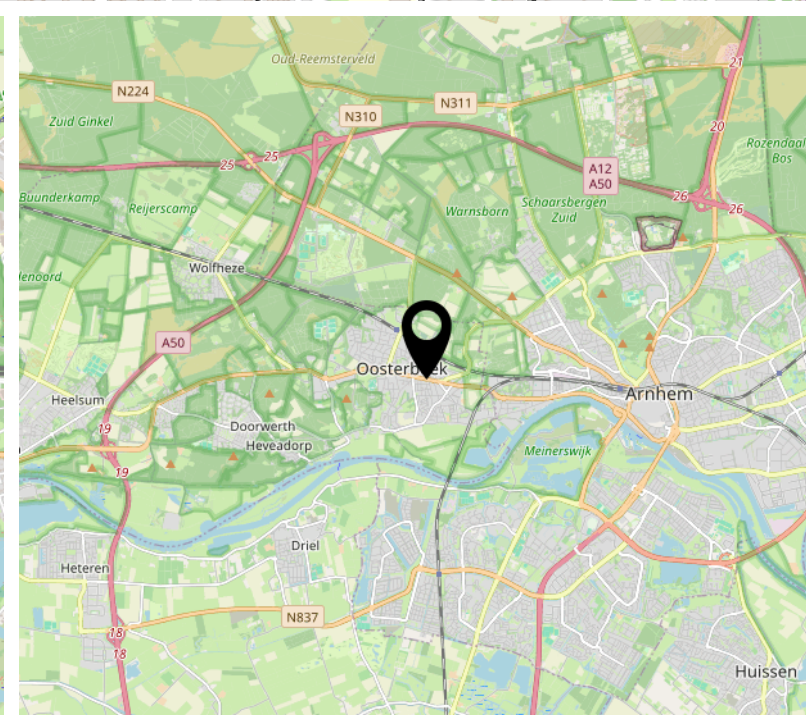 Oud-Reemsterveld
21
N224
N310
N311
Zuid Ginkel
20
Rozendaal
Bos
25
25
A12
A50
26
26
Buunderkamp
Reijerscamp
Warnsborn
Schaarsbergen
Zuid
Wolfheze
lenoord
A50
Oosterbeek
Arnhem
Heelsum
19
Doorwerth
Heveadorp
Meinerswijk
19
Driel
Heteren
N837
18
18
Huissen